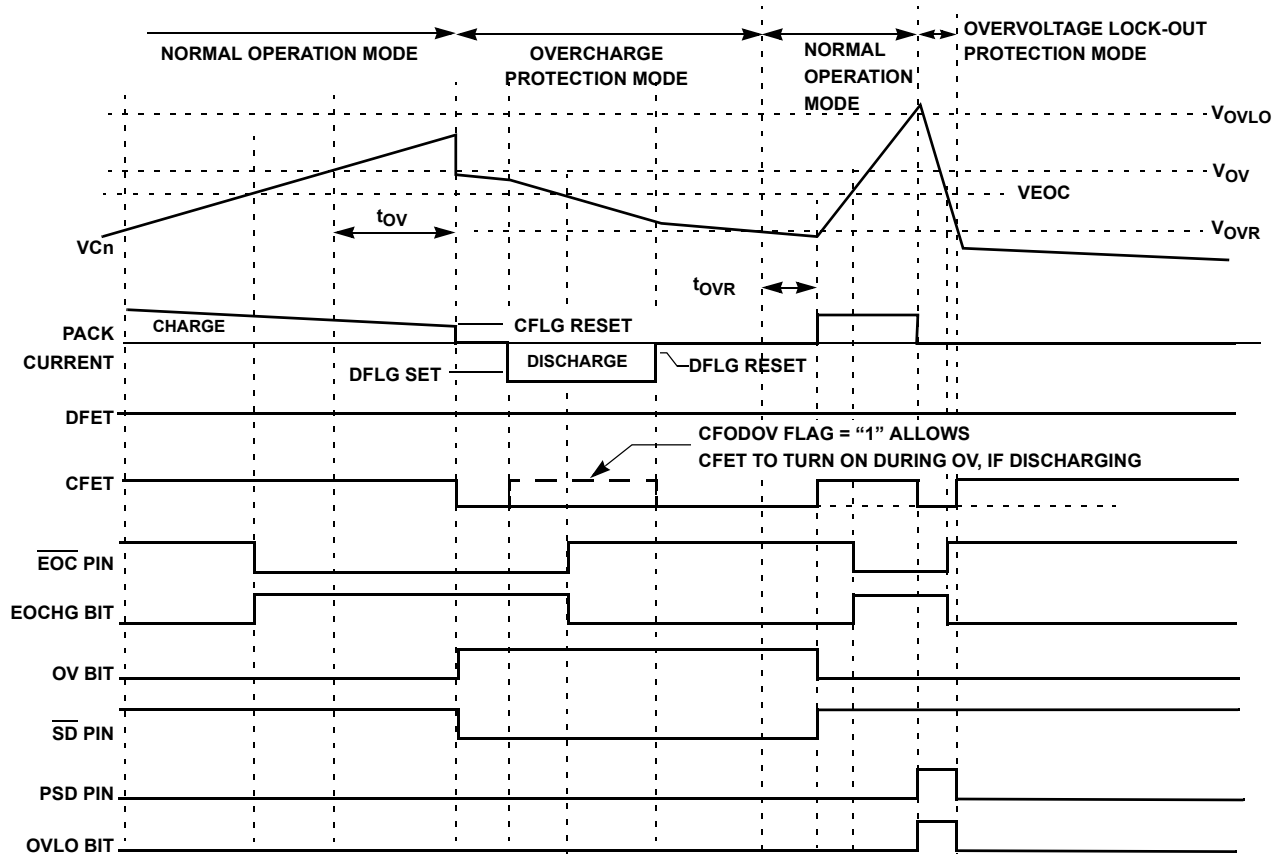 NORMAL OPERATION MODE
OVERCHARGE
PROTECTION MODE
NORMAL
OPERATION
MODE
OVERVOLTAGE LOCK-OUT
PROTECTION MODE
VOVLO
VOV
VEOC
VOVR
tOV
VCn
tOVR
CHARGE
CFLG RESET
PACK
CURRENT
DFLG SET
DISCHARGE
DFLG RESET
DFET
CFODOV FLAG = “1” ALLOWS
CFET TO TURN ON DURING OV, IF DISCHARGING
CFET
EOC PIN
EOCHG BIT
OV BIT
SD PIN
PSD PIN
OVLO BIT